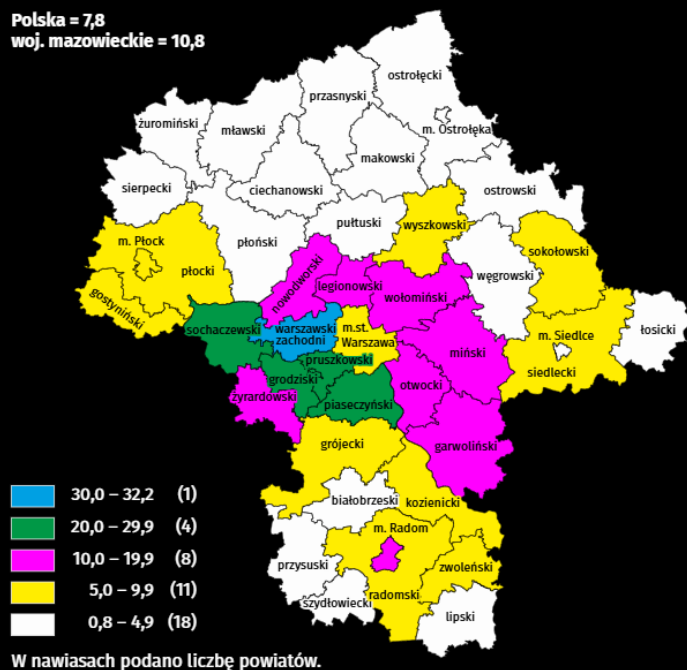 Polska = 7,8
woj. mazowieckie = 10,8
ostrołęcki
przasnyski
żuromiński
mławski
m. Ostrołęka
makowski
sierpecki
ciechanowski
ostrowski
pułtuski
wyszkowski
m. Płock
płoński
sokołowski
płocki
węgrowski
nowodworski
legionowski
wołomiński
gostyniński
sochaczewski
warszawski
zachodni
m.st.
Warszawa
łosicki
m. Siedlce
miński
pruszkowski
siedlecki
grodziski
otwocki
żyrardowski
piaseczyński
grójecki
garwoliński
białobrzeski
kozienicki
m. Radom
przysuski
zwoleński
radomski
szydłowiecki
lipski
30,0 – 32,2 (1)
20,0 – 29,9 (4)
10,0 – 19,9 (8)
5,0 – 9,9 (11)
0,8 – 4,9 (18)
W nawiasach podano liczbę powiatów.